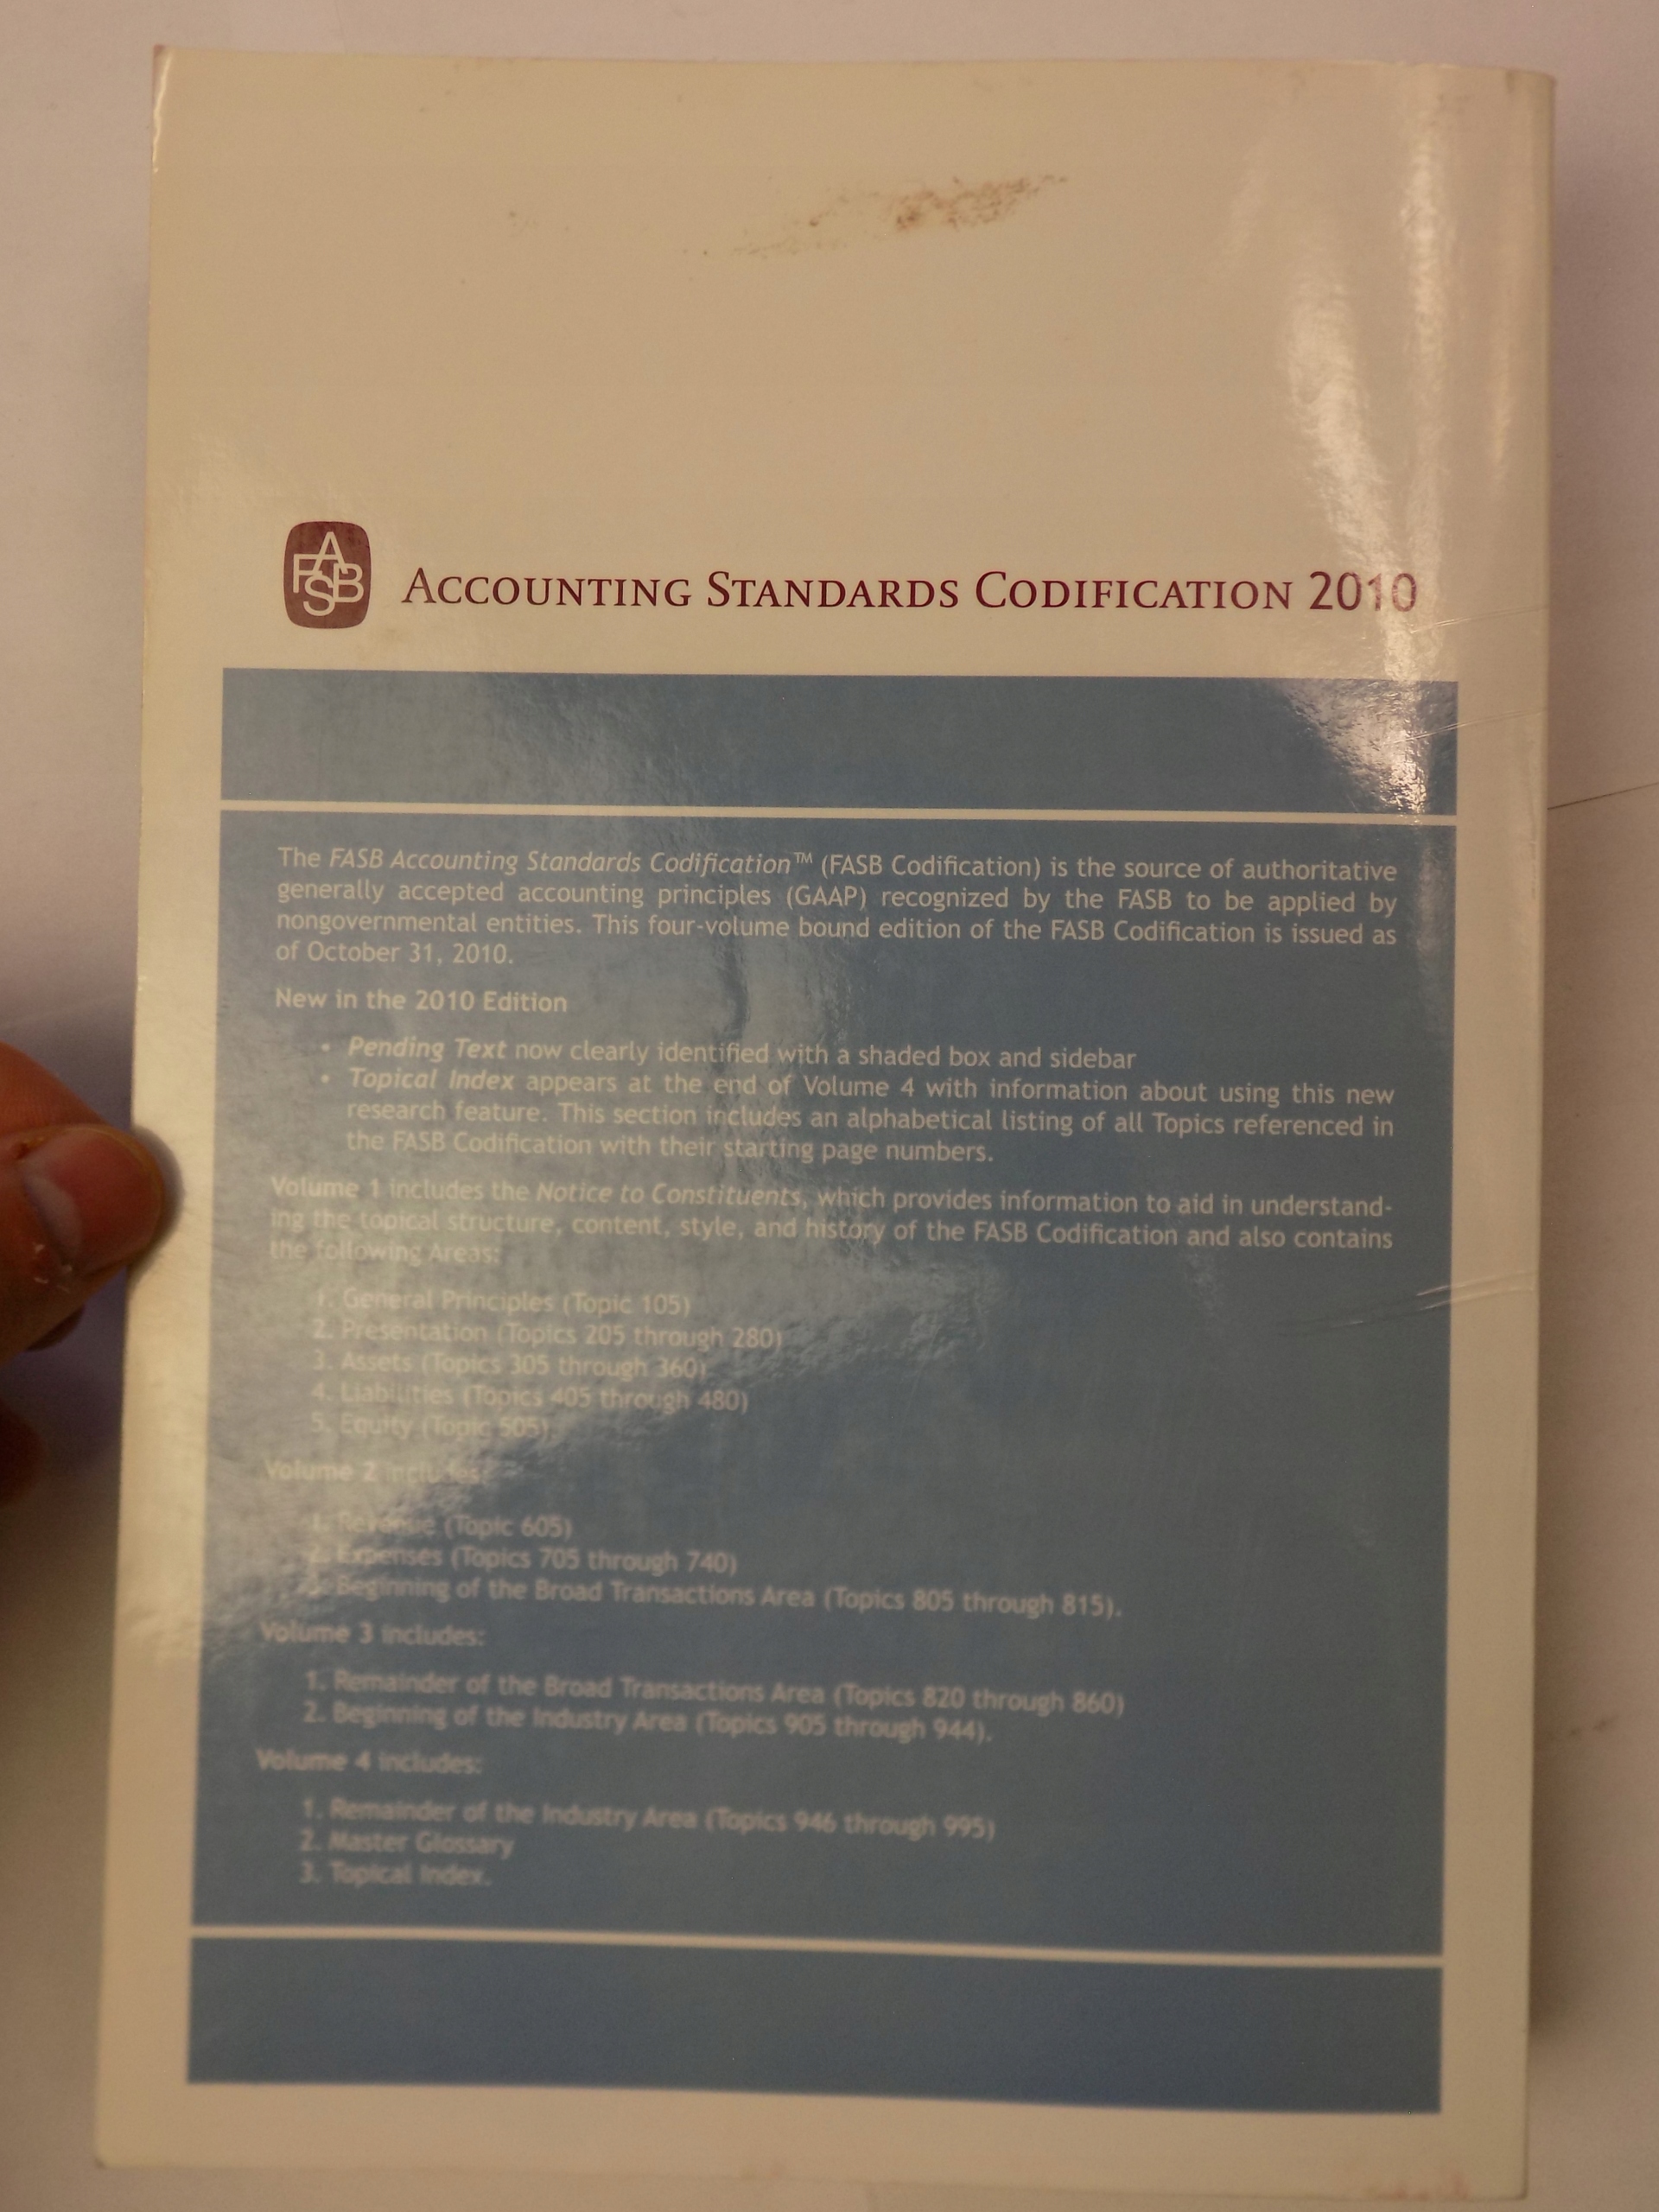 FASB
ACCOUNTING STANDARDS CODIFICATION 2010
The FASB Accounting Standards Codification™ (FASB Codification) is the source of authoritative
generally accepted accounting principles (GAAP) recognized by the FASB to be applied by
nongovernmental entities. This four-volume bound edition of the FASB Codification is issued as
of October 31, 2010.
New in the 2010 Edition
• Pending Text now clearly identified with a shaded box and sidebar
• Topical Index appears at the end of Volume 4 with information about using this new
research feature. This section includes an alphabetical listing of all Topics referenced in
the FASB Codification with their starting page numbers.
Volume 1 includes the Notice to Constituents, which provides information to aid in understand-
ing the topical structure, content, style, and history of the FASB Codification and also contains
the following Areas:
1. General Principles (Topic 105)
2. Presentation (Topics 205 through 280)
3. Assets (Topics 305 through 360)
4. Liabilities (Topics 405 through 480)
5. Equity (Topic 505).
Volume 2 includes:
1. Revenue (Topic 605)
2. Expenses (Topics 705 through 740)
3. Beginning of the Broad Transactions Area (Topics 805 through 815).
Volume 3 includes:
1. Remainder of the Broad Transactions Area (Topics 820 through 860)
2. Beginning of the Industry Area (Topics 905 through 944).
Volume 4 includes:
1. Remainder of the Industry Area (Topics 946 through 995)
2. Master Glossary
3. Topical Index.